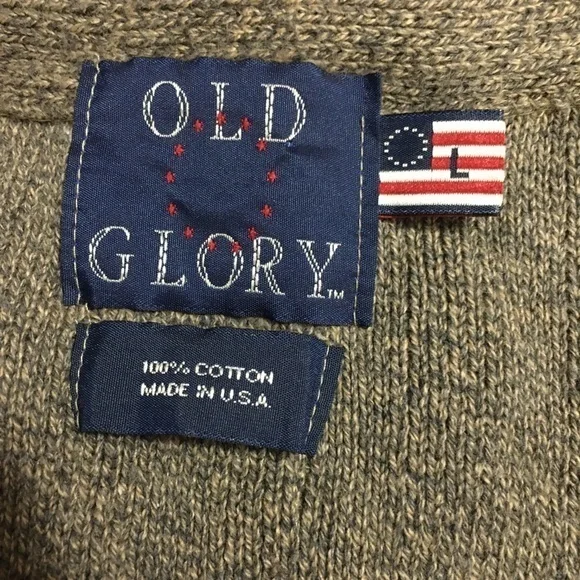 OLD
GLORY™
L
100% COTTON
MADE IN U.S.A.